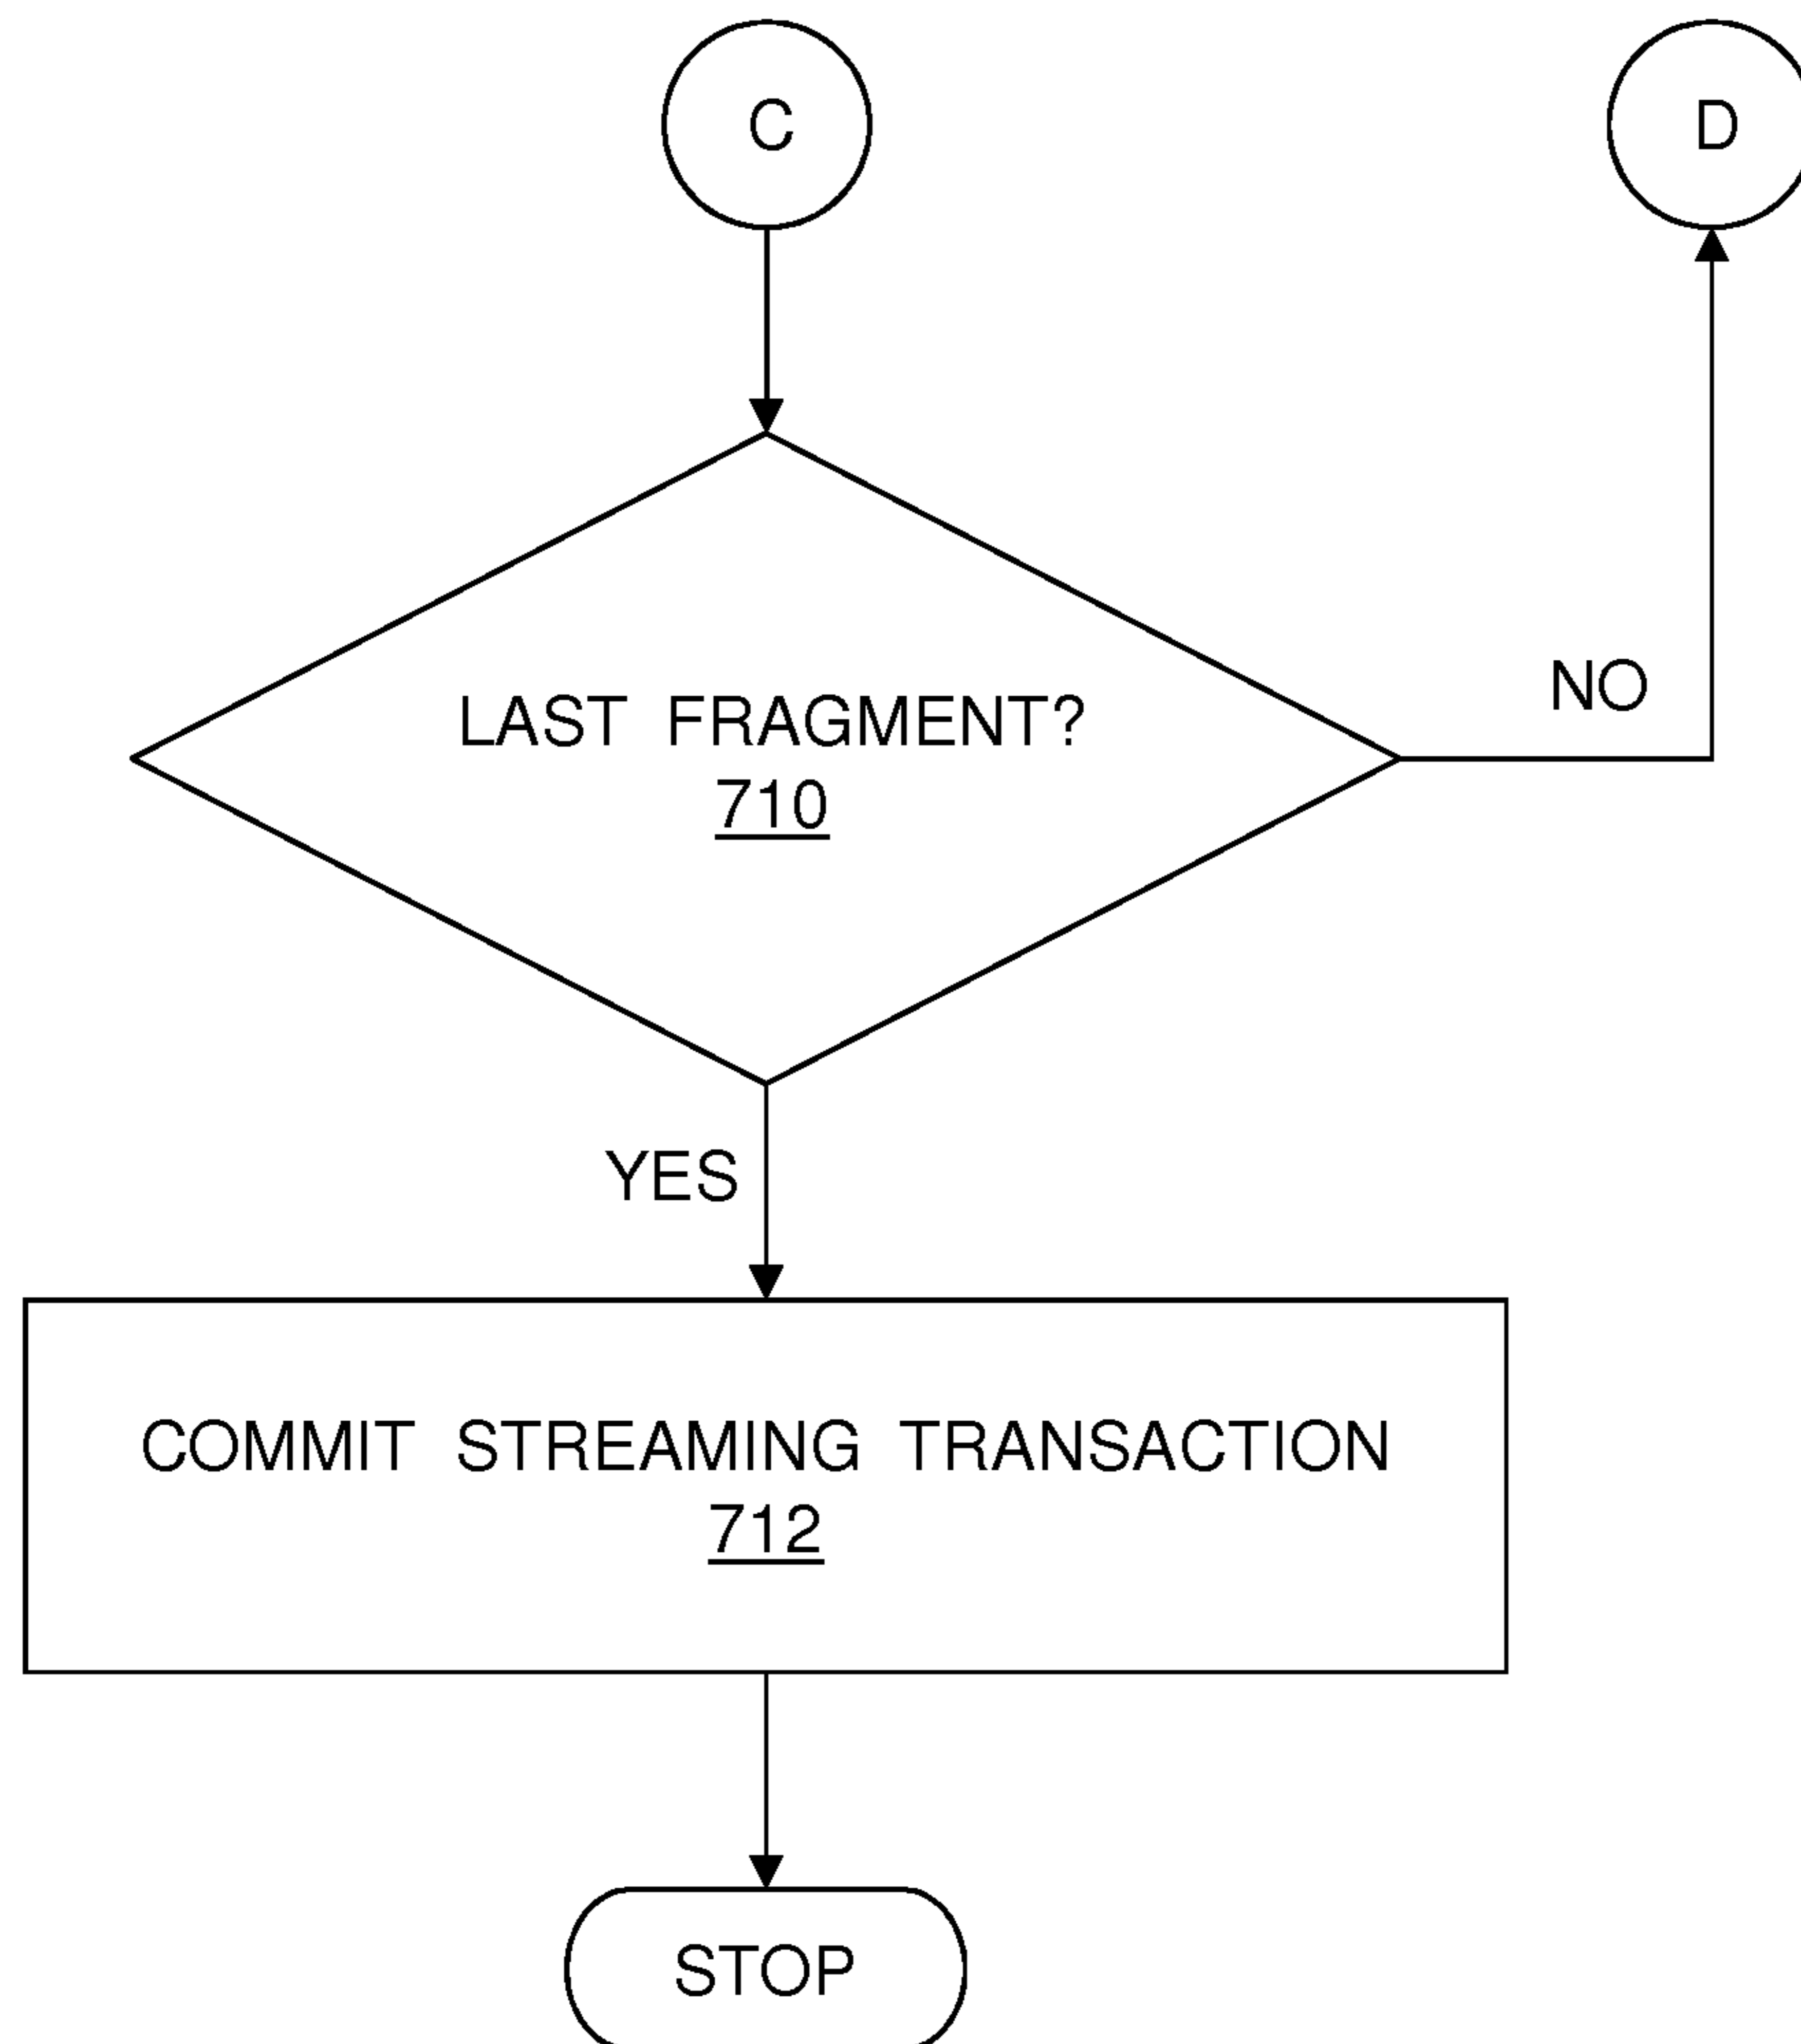 C
D
LAST FRAGMENT?
710
NO
YES
COMMIT STREAMING TRANSACTION
712
STOP